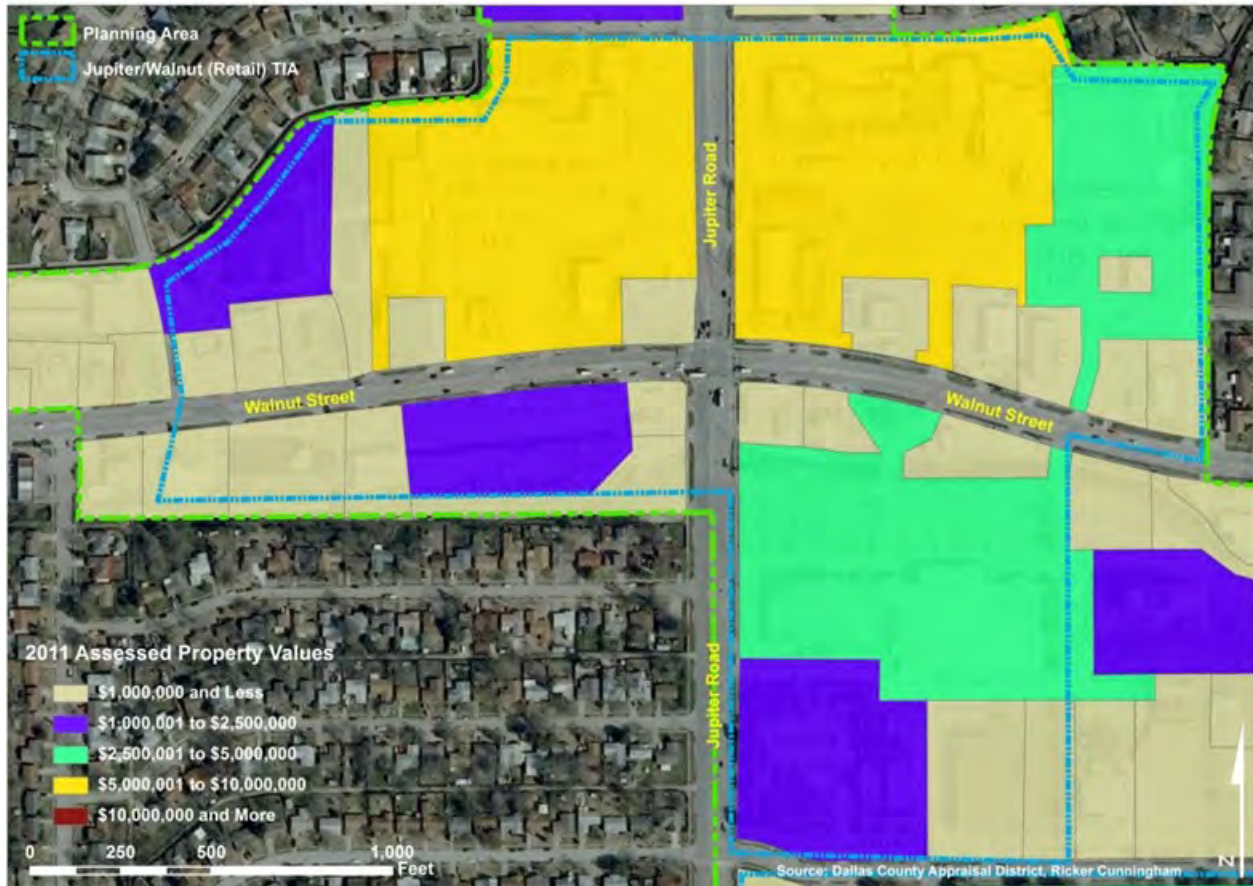 Planning Area
Jupiter/Walnut (Retail) TIA
Jupiter Road
Walnut Street
Walnut Street
Jupiter Road
2011 Assessed Property Values
$1,000,000 and Less
$1,000,001 to $2,500,000
$2,500,001 to $5,000,000
$5,000,001 to $10,000,000
$10,000,000 and More
0 250 500 1,000
Feet
N
Source: Dallas County Appraisal District, Ricker Cunningham